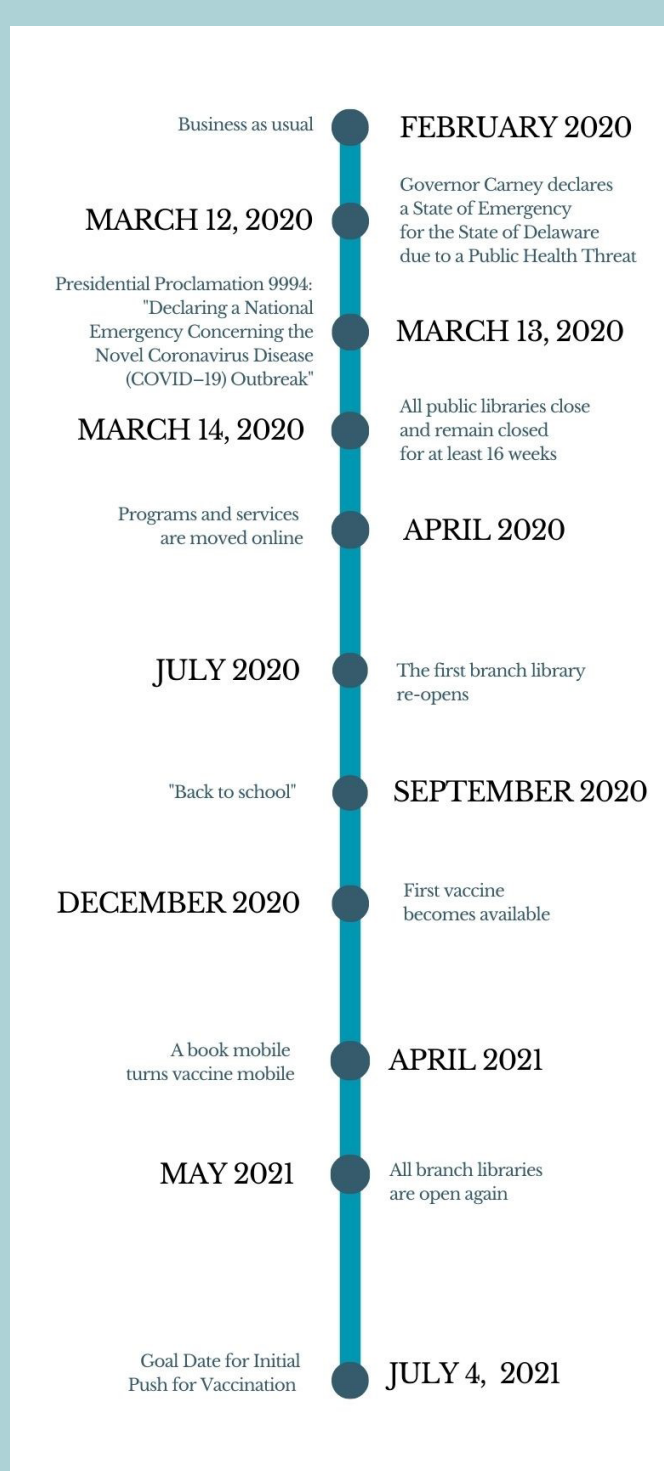 Business as usual
FEBRUARY 2020
MARCH 12, 2020
Governor Carney declares
a State of Emergency
for the State of Delaware
due to a Public Health Threat
Presidential Proclamation 9994:
"Declaring a National
Emergency Concerning the
Novel Coronavirus Disease
(COVID–19) Outbreak"
MARCH 13, 2020
MARCH 14, 2020
All public libraries close
and remain closed
for at least 16 weeks
Programs and services
are moved online
APRIL 2020
JULY 2020
The first branch library
re-opens
"Back to school"
SEPTEMBER 2020
DECEMBER 2020
First vaccine
becomes available
A book mobile
turns vaccine mobile
APRIL 2021
MAY 2021
All branch libraries
are open again
Goal Date for Initial
Push for Vaccination
JULY 4, 2021